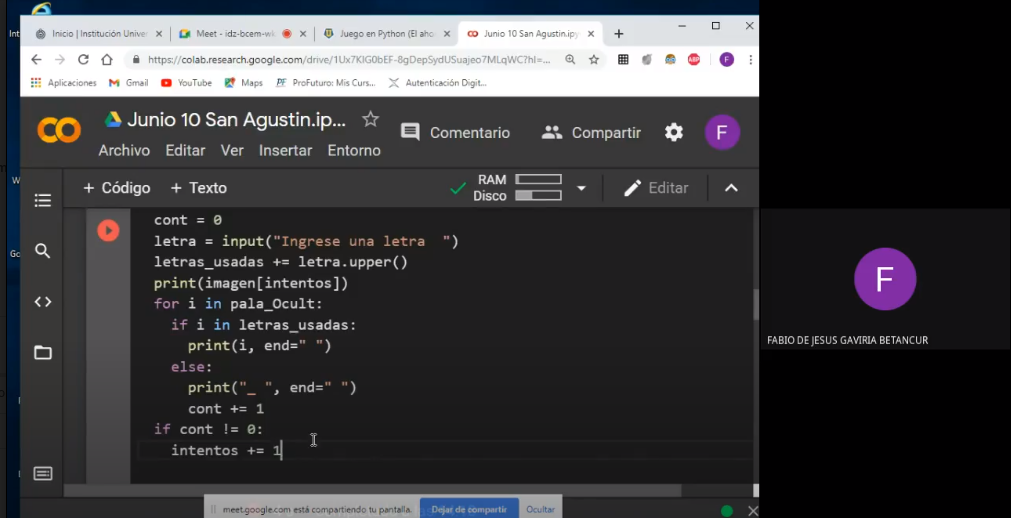 Inicio | Institución Univer
Meet - idz-bcem-wk
Juego en Python (El aho
Junio 10 San Agustin.ipy
https://colab.research.google.com/drive/1Ux7KIG0bEF-8gDepSydUSuajeo7MLqWC?hl=...
ABP
F
Aplicaciones
Gmail
YouTube
Maps
PF
ProFuturo: Mis Curs...
Autenticación Digit...
Junio 10 San Agustin.ip...
Comentario
Compartir
F
Archivo Editar Ver Insertar Entorno
+ Código + Texto
RAM
Disco
Editar
cont = 0
letra = input("Ingrese una letra  ")
letras_usadas += letra.upper()
print(imagen[intentos])
for i in pala_Ocult:
if i in letras_usadas:
print(i, end=" ")
else:
print("_ ", end=" ")
cont += 1
if cont != 0:
intentos += 1
meet.google.com está compartiendo tu pantalla.
Dejar de compartir
Ocultar
F
FABIO DE JESUS GAVIRIA BETANCUR